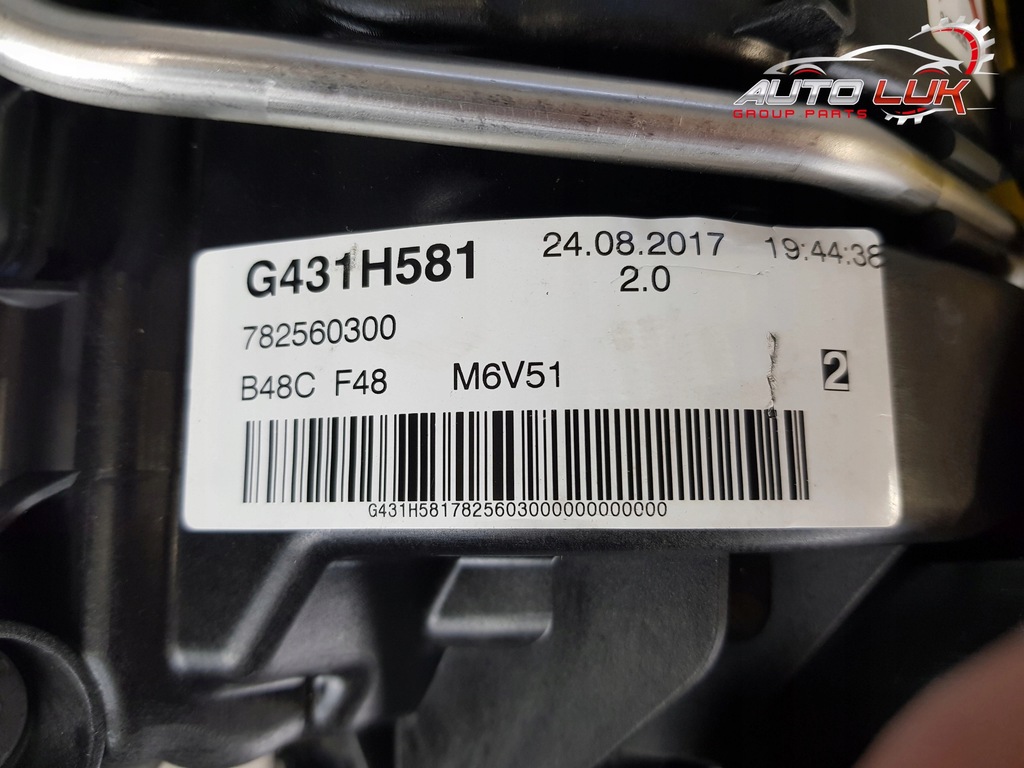 AUTO LUK
GROUP PARTS
G431H581 24.08.2017 19:44:38
2.0
782560300
B48C F48 M6V51 2
G431H5817825603000000000000